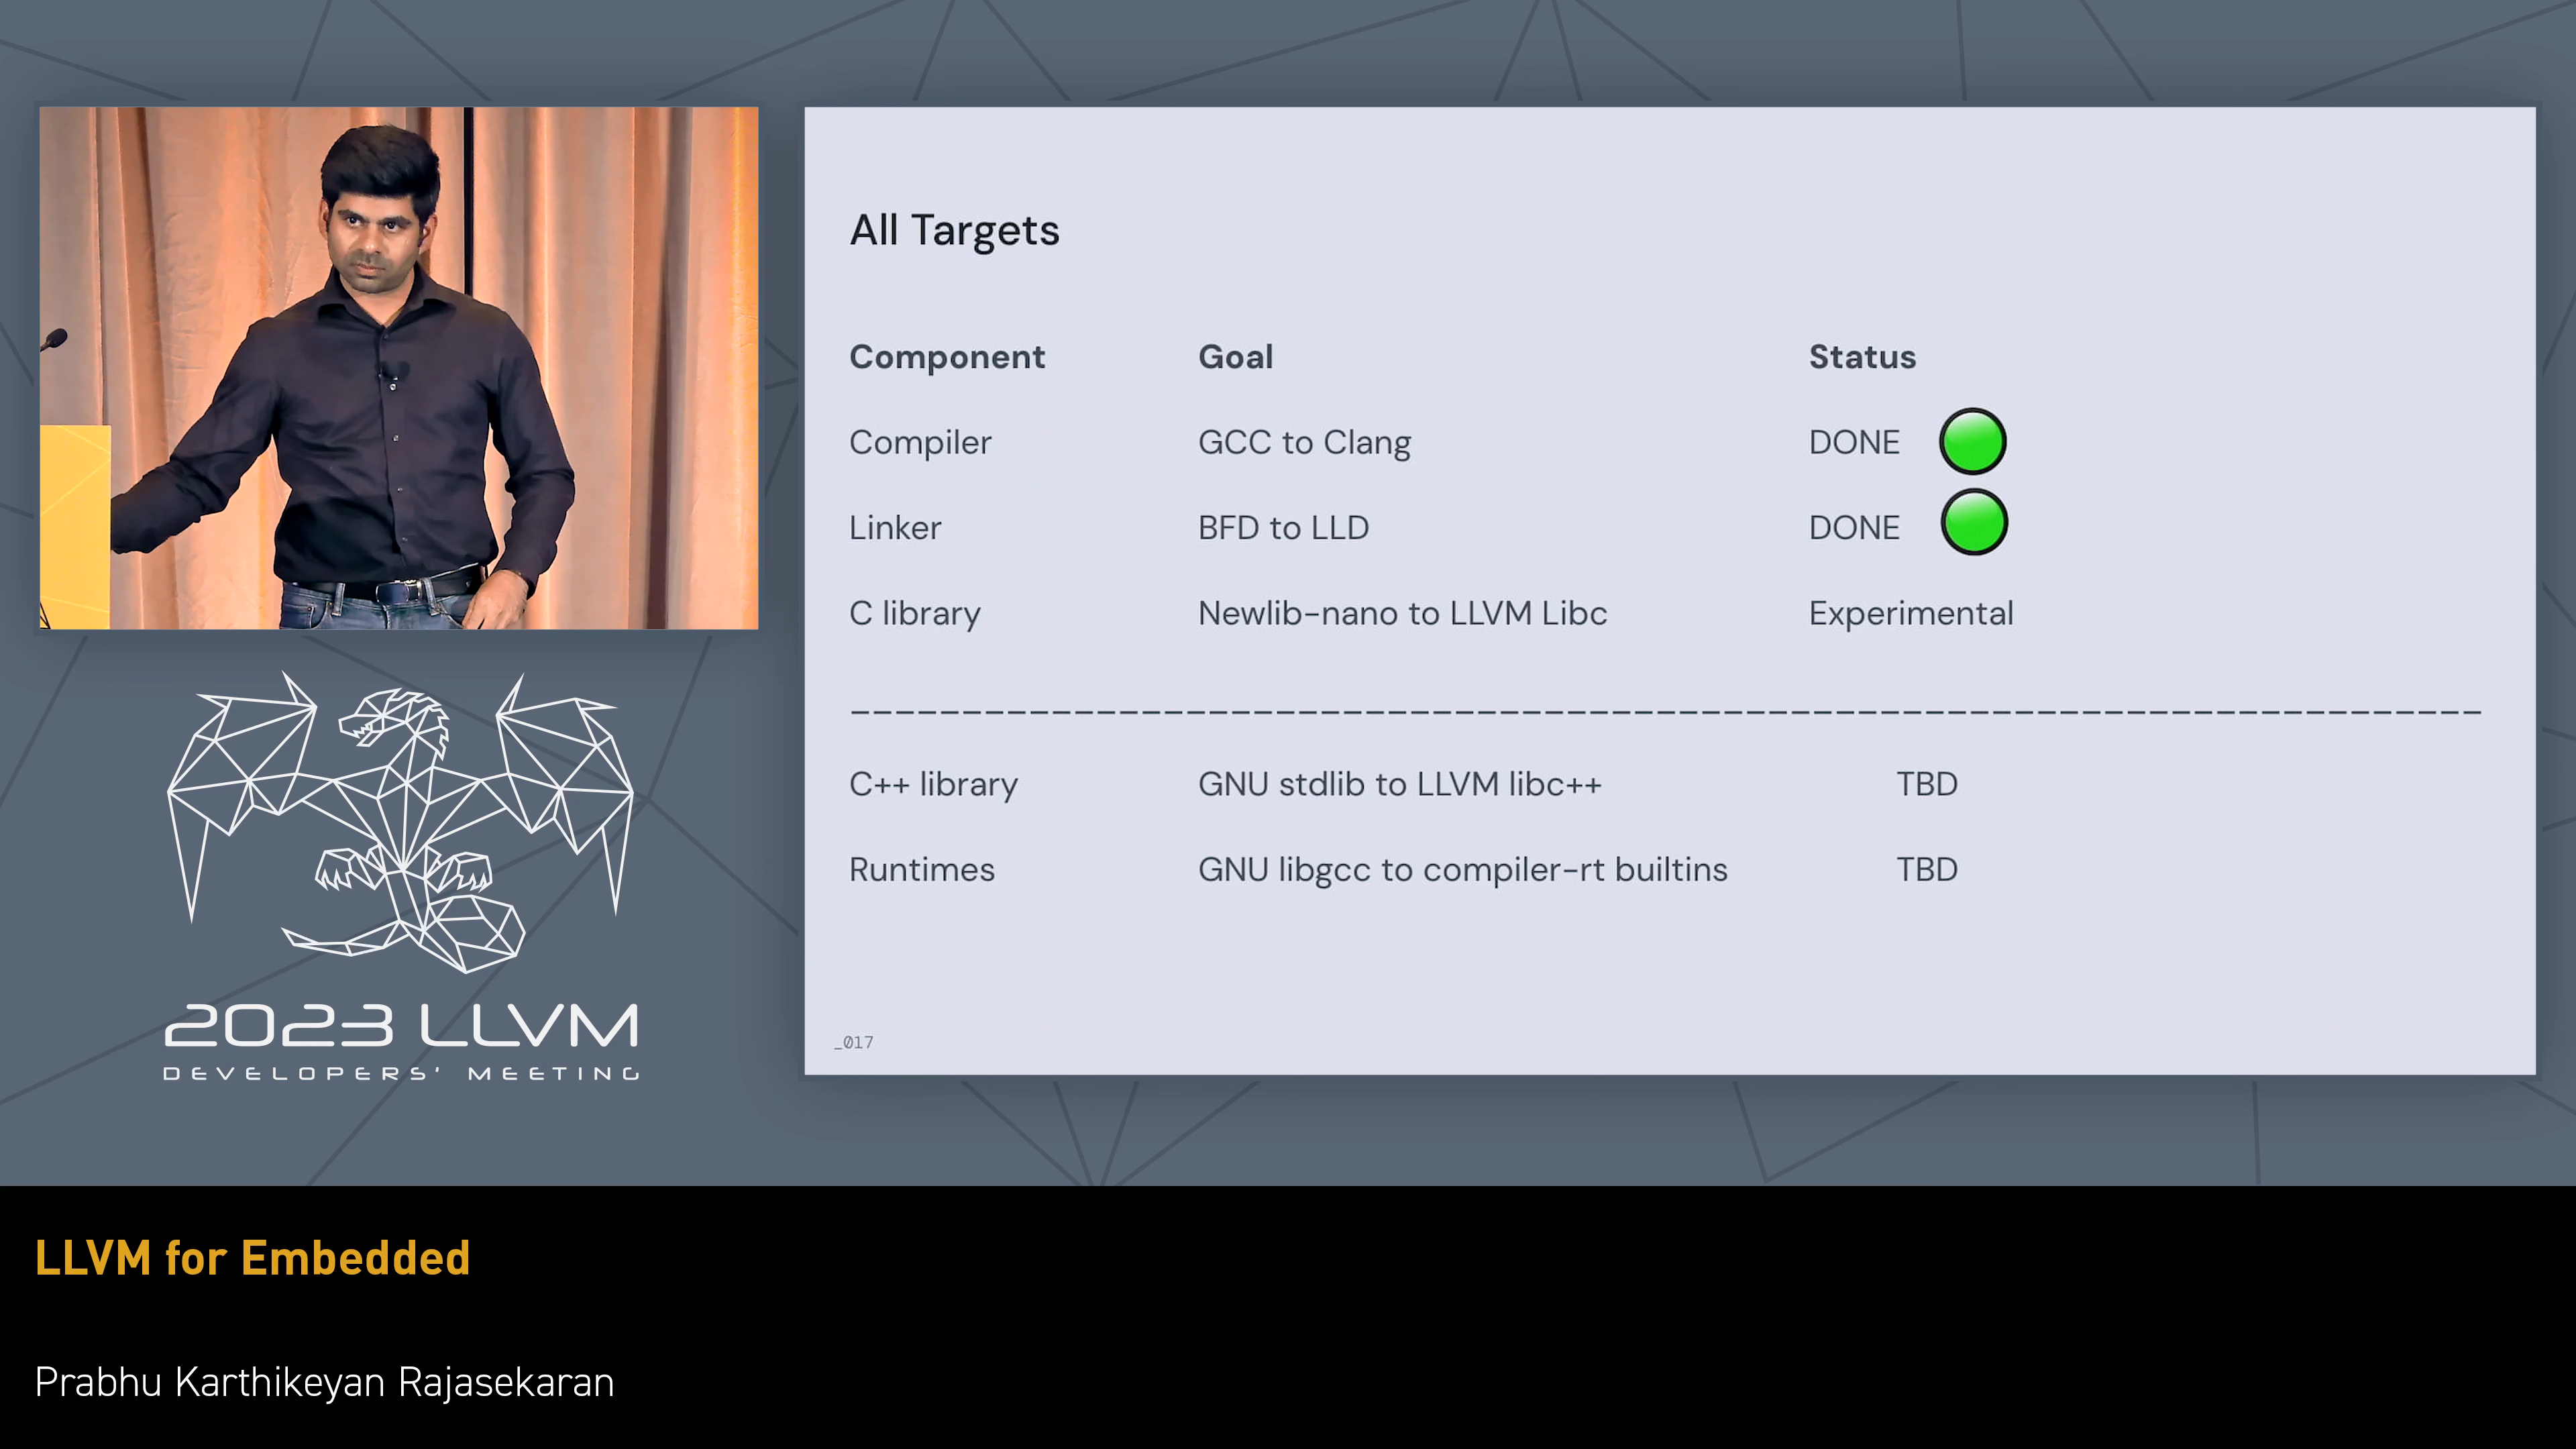 All Targets
Component Goal Status
Compiler GCC to Clang DONE
Linker BFD to LLD DONE
C library Newlib-nano to LLVM Libc Experimental
C++ library GNU stdlib to LLVM libc++ TBD
Runtimes GNU libgcc to compiler-rt builtins TBD
_017
2023 LLVM
DEVELOPERS' MEETING
LLVM for Embedded
Prabhu Karthikeyan Rajasekaran